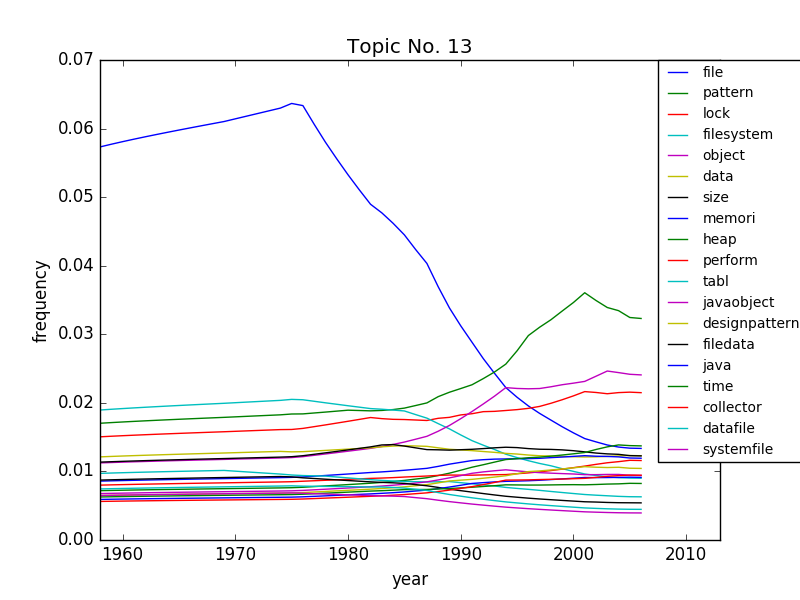 Topic No. 13
0.07
0.06
0.05
0.04
0.03
0.02
0.01
0.00
frequency
1960 1970 1980 1990 2000 2010
year
file
pattern
lock
filesystem
object
data
size
memori
heap
perform
tabl
javaobject
designpattern
filedata
java
time
collector
datafile
systemfile